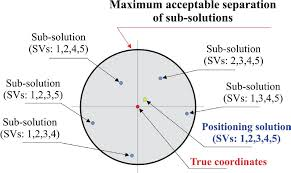 Maximum acceptable separation
of sub-solutions
Sub-solution
(SVs: 1,2,4,5)
Sub-solution
(SVs: 2,3,4,5)
Sub-solution
(SVs: 1,2,3,5)
Sub-solution
(SVs: 1,3,4,5)
Sub-solution
(SVs: 1,2,3,4)
Positioning solution
(SVs: 1,2,3,4,5)
True coordinates